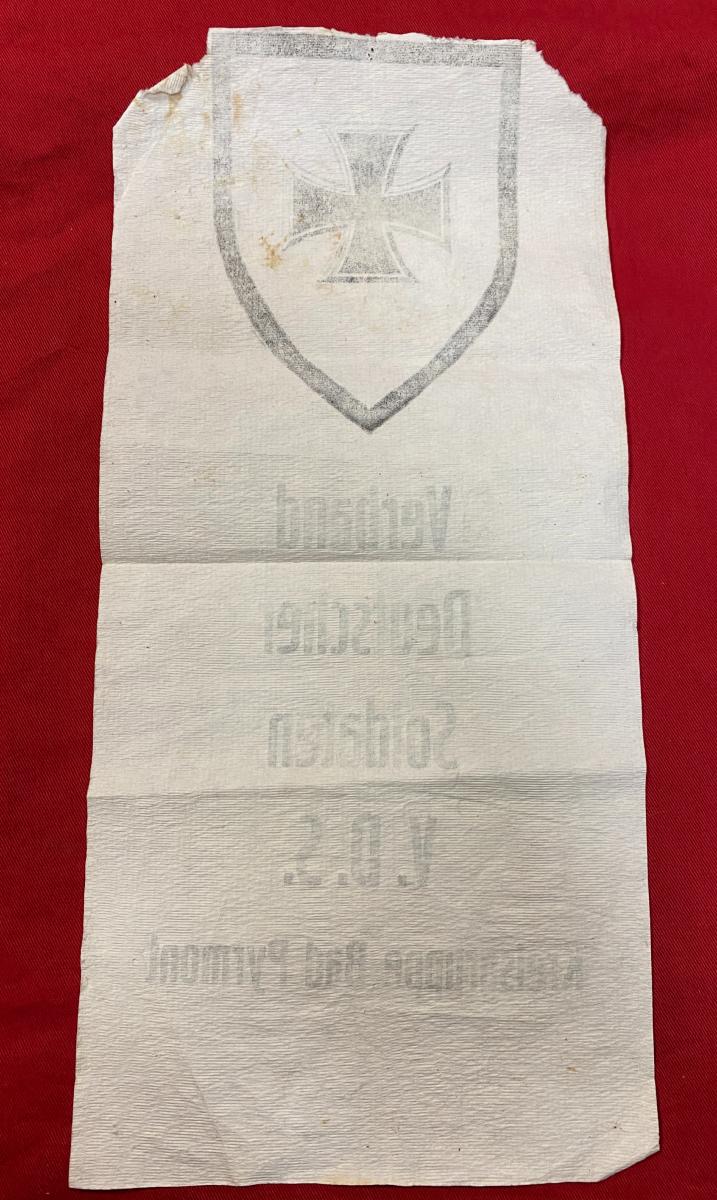 Verband
Deutscher
Soldaten
V.D.S.
Kreisgruppe Bad Pyrmont